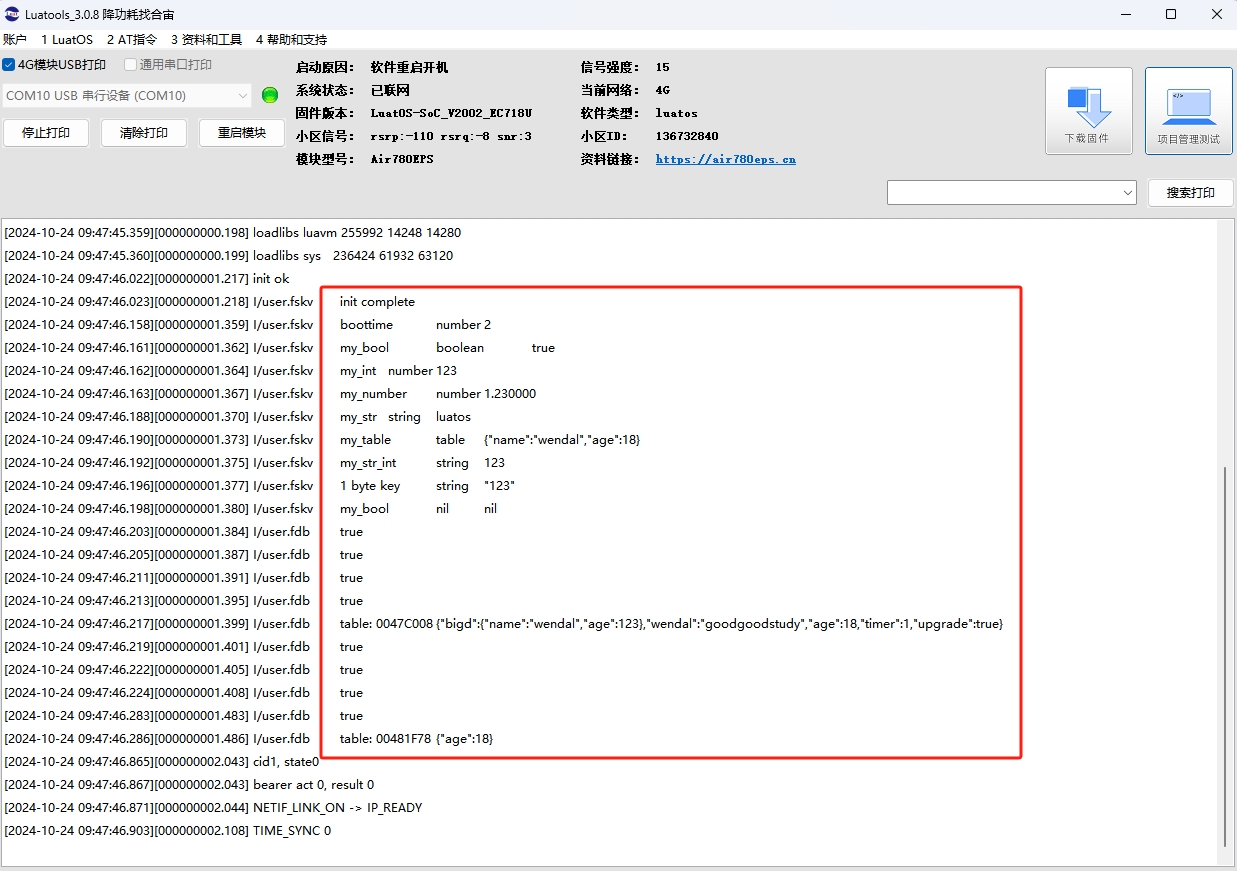 Luatools_3.0.8 降功耗找合宙
账户 1 LuatOS 2 AT指令 3 资料和工具 4 帮助和支持
4G模块USB打印 通用串口打印
COM10 USB 串行设备 (COM10)
停止打印 清除打印 重启模块
启动原因: 软件重启开机 信号强度: 15
系统状态: 已联网 当前网络: 4G
固件版本: LuatOS-SoC_V2002_EC718U 软件类型: luatos
小区信号: rsrp:-110 rsrq:-8 snr:3 小区ID: 136732840
模块型号: Air780EPS 资料链接: https://air780eps.cn
下载固件 项目管理测试
搜索打印
[2024-10-24 09:47:45.359][000000000.198] loadlibs luavm 255992 14248 14280
[2024-10-24 09:47:45.360][000000000.199] loadlibs sys 236424 61932 63120
[2024-10-24 09:47:46.022][000000001.217] init ok
[2024-10-24 09:47:46.023][000000001.218] I/user.fskv init complete
[2024-10-24 09:47:46.158][000000001.359] I/user.fskv boottime number 2
[2024-10-24 09:47:46.161][000000001.362] I/user.fskv my_bool boolean true
[2024-10-24 09:47:46.162][000000001.364] I/user.fskv my_int number 123
[2024-10-24 09:47:46.163][000000001.367] I/user.fskv my_number number 1.230000
[2024-10-24 09:47:46.188][000000001.370] I/user.fskv my_str string luatos
[2024-10-24 09:47:46.190][000000001.373] I/user.fskv my_table table {"name":"wendal","age":18}
[2024-10-24 09:47:46.192][000000001.375] I/user.fskv my_str_int string 123
[2024-10-24 09:47:46.196][000000001.377] I/user.fskv 1 byte key string "123"
[2024-10-24 09:47:46.198][000000001.380] I/user.fskv my_bool nil nil
[2024-10-24 09:47:46.203][000000001.384] I/user.fdb true
[2024-10-24 09:47:46.205][000000001.387] I/user.fdb true
[2024-10-24 09:47:46.211][000000001.391] I/user.fdb true
[2024-10-24 09:47:46.213][000000001.395] I/user.fdb true
[2024-10-24 09:47:46.217][000000001.399] I/user.fdb table: 0047C008 {"bigd":{"name":"wendal","age":123},"wendal":"goodgoodstudy","age":18,"timer":1,"upgrade":true}
[2024-10-24 09:47:46.219][000000001.401] I/user.fdb true
[2024-10-24 09:47:46.222][000000001.405] I/user.fdb true
[2024-10-24 09:47:46.224][000000001.408] I/user.fdb true
[2024-10-24 09:47:46.283][000000001.483] I/user.fdb true
[2024-10-24 09:47:46.286][000000001.486] I/user.fdb table: 00481F78 {"age":18}
[2024-10-24 09:47:46.865][000000002.043] cid1, state0
[2024-10-24 09:47:46.867][000000002.043] bearer act 0, result 0
[2024-10-24 09:47:46.871][000000002.044] NETIF_LINK_ON -> IP_READY
[2024-10-24 09:47:46.903][000000002.108] TIME_SYNC 0